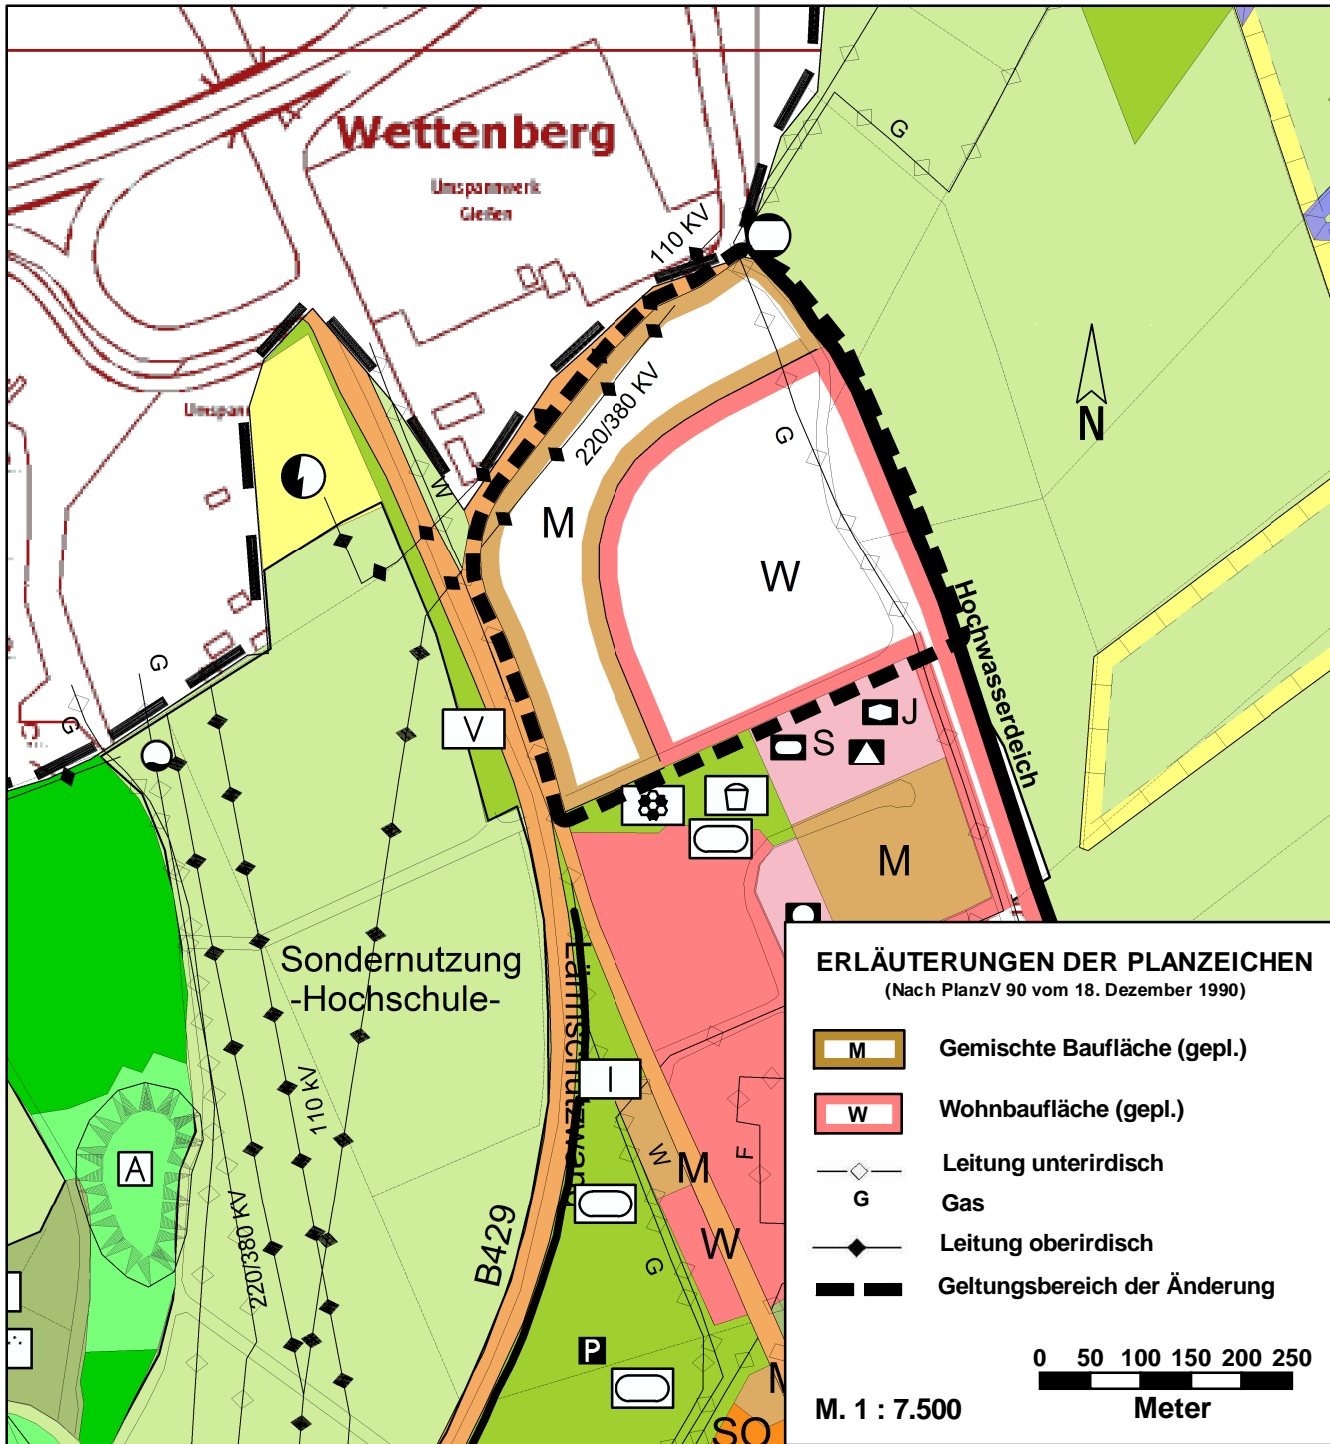 Wettenberg
Umspannwerk
Gießen
110 KV
G
220/380 KV
G
N
W
M
W
Hochwasserdeich
G
G
V
J
S
M
Sondernutzung
-Hochschule-
Lärmschutzwand
I
110 kV
A
220/380 KV
B429
W
M
F
W
G
P
M
SO
ERLÄUTERUNGEN DER PLANZEICHEN
(Nach PlanzV 90 vom 18. Dezember 1990)
M Gemischte Baufläche (gepl.)
W Wohnbaufläche (gepl.)
Leitung unterirdisch
G Gas
Leitung oberirdisch
Geltungsbereich der Änderung
0 50 100 150 200 250
M. 1 : 7.500 Meter